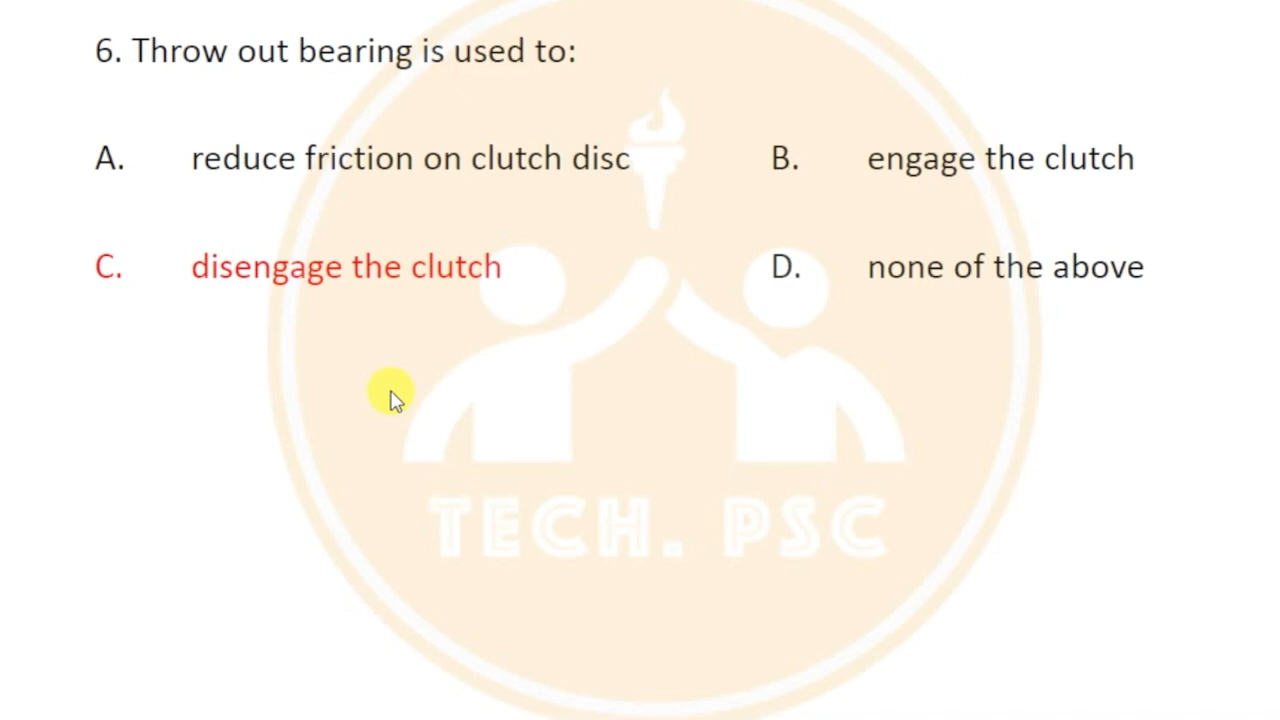 6. Throw out bearing is used to:
A. reduce friction on clutch disc B. engage the clutch
C. disengage the clutch D. none of the above
TECH. PSC